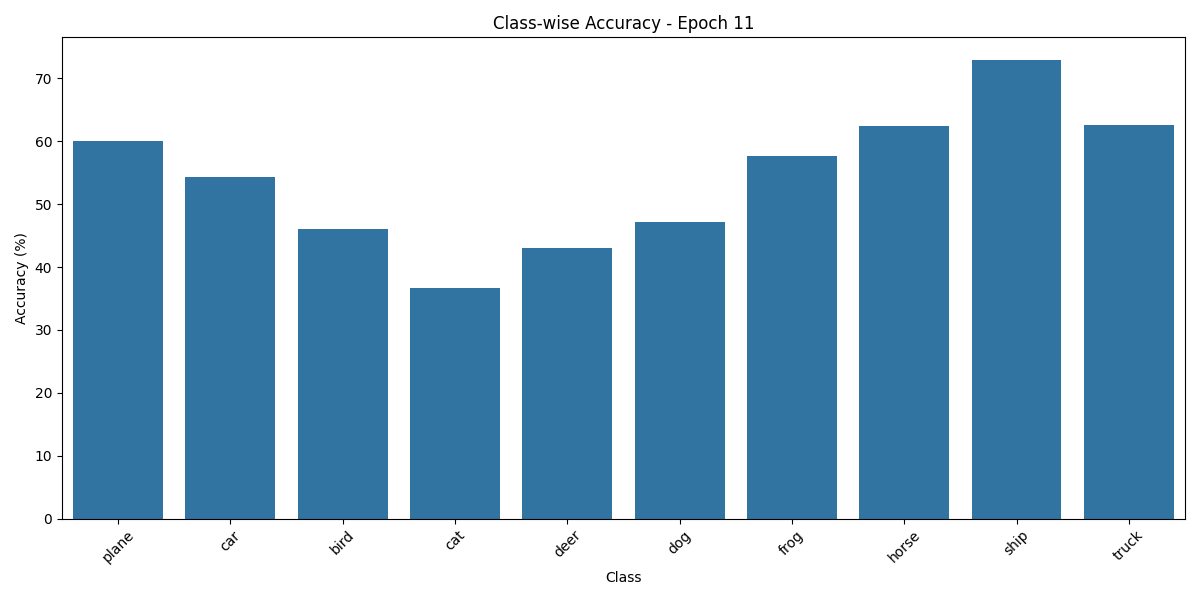 Class-wise Accuracy - Epoch 11
Accuracy (%)
70
60
50
40
30
20
10
0
plane car bird cat deer dog frog horse ship truck
Class